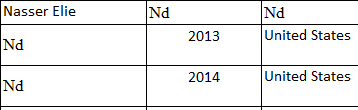 Nasser Elie Nd Nd
Nd 2013 United States
Nd 2014 United States